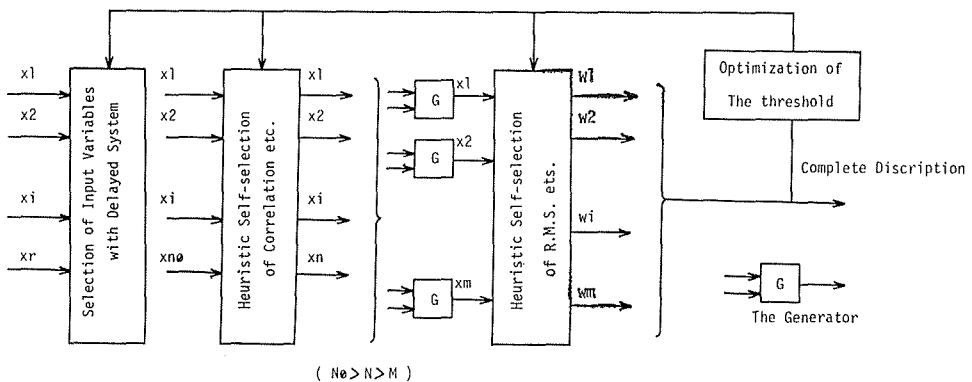 Optimization of
The threshold
x1
x2
xi
xr
Selection of Input Variables
with Delayed System
x1
x2
xi
xnø
Heuristic Self-selection
of Correlation etc.
x1
x2
xi
xn
G
x1
G
x2
G
xm
Heuristic Self-selection
of R.M.S. ets.
w1
w2
wi
wm
Complete Discription
G
The Generator
( Nø>N>M )